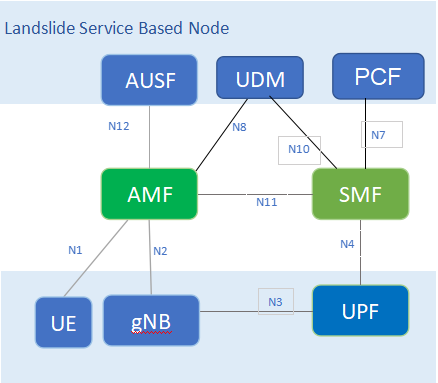 Landslide Service Based Node
AUSF
UDM
PCF
N12
N8
N7
N10
AMF
SMF
N11
N1
N2
N4
UE
gNB
N3
UPF